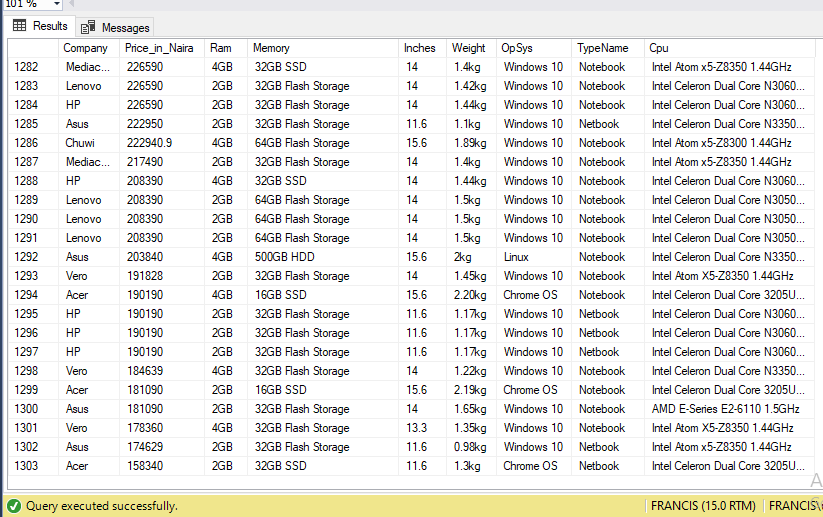 101 %
Results Messages
Company Price_in_Naira Ram Memory Inches Weight OpSys TypeName Cpu
1282 Mediac... 226590 4GB 32GB SSD 14 1.4kg Windows 10 Notebook Intel Atom x5-Z8350 1.44GHz
1283 Lenovo 226590 2GB 32GB Flash Storage 14 1.42kg Windows 10 Notebook Intel Celeron Dual Core N3060...
1284 HP 226590 2GB 32GB Flash Storage 14 1.44kg Windows 10 Notebook Intel Celeron Dual Core N3060...
1285 Asus 222950 2GB 32GB Flash Storage 11.6 1.1kg Windows 10 Netbook Intel Celeron Dual Core N3350...
1286 Chuwi 222940.9 4GB 64GB Flash Storage 15.6 1.89kg Windows 10 Notebook Intel Atom x5-Z8300 1.44GHz
1287 Mediac... 217490 2GB 32GB Flash Storage 14 1.4kg Windows 10 Notebook Intel Atom x5-Z8350 1.44GHz
1288 HP 208390 4GB 32GB SSD 14 1.44kg Windows 10 Notebook Intel Celeron Dual Core N3060...
1289 Lenovo 208390 2GB 64GB Flash Storage 14 1.5kg Windows 10 Notebook Intel Celeron Dual Core N3050...
1290 Lenovo 208390 2GB 64GB Flash Storage 14 1.5kg Windows 10 Notebook Intel Celeron Dual Core N3050...
1291 Lenovo 208390 2GB 64GB Flash Storage 14 1.5kg Windows 10 Notebook Intel Celeron Dual Core N3050...
1292 Asus 203840 4GB 500GB HDD 15.6 2kg Linux Notebook Intel Celeron Dual Core N3350...
1293 Vero 191828 2GB 32GB Flash Storage 14 1.45kg Windows 10 Notebook Intel Atom X5-Z8350 1.44GHz
1294 Acer 190190 4GB 16GB SSD 15.6 2.20kg Chrome OS Notebook Intel Celeron Dual Core 3205U...
1295 HP 190190 2GB 32GB Flash Storage 11.6 1.17kg Windows 10 Netbook Intel Celeron Dual Core N3060...
1296 HP 190190 2GB 32GB Flash Storage 11.6 1.17kg Windows 10 Netbook Intel Celeron Dual Core N3060...
1297 HP 190190 2GB 32GB Flash Storage 11.6 1.17kg Windows 10 Netbook Intel Celeron Dual Core N3060...
1298 Vero 184639 4GB 32GB Flash Storage 14 1.22kg Windows 10 Notebook Intel Celeron Dual Core N3350...
1299 Acer 181090 2GB 16GB SSD 15.6 2.19kg Chrome OS Notebook Intel Celeron Dual Core 3205U...
1300 Asus 181090 2GB 32GB Flash Storage 14 1.65kg Windows 10 Notebook AMD E-Series E2-6110 1.5GHz
1301 Vero 178360 4GB 32GB Flash Storage 13.3 1.35kg Windows 10 Notebook Intel Atom X5-Z8350 1.44GHz
1302 Asus 174629 2GB 32GB Flash Storage 11.6 0.98kg Windows 10 Netbook Intel Atom x5-Z8350 1.44GHz
1303 Acer 158340 2GB 32GB SSD 11.6 1.3kg Chrome OS Netbook Intel Celeron Dual Core 3205U...
Query executed successfully. FRANCIS (15.0 RTM) FRANCIS\